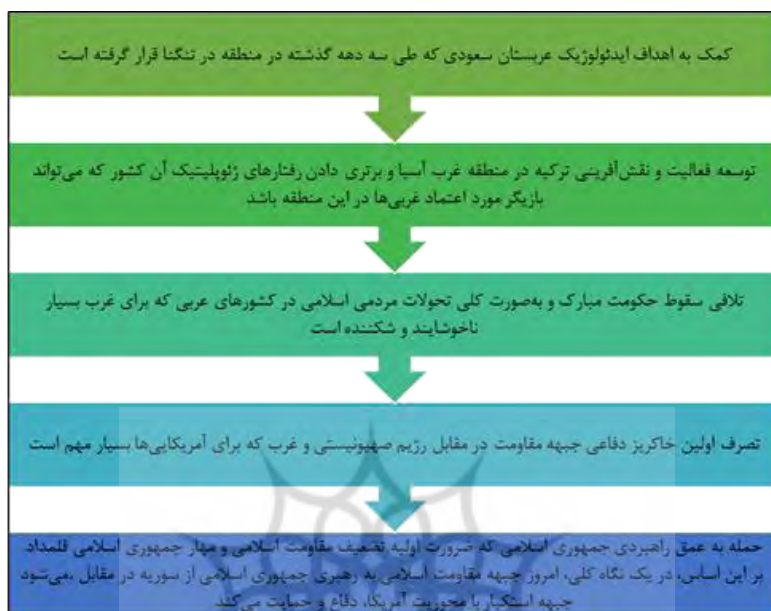 کمک به اهداف ایدئولوژیک عربستان سعودی که طی سه دهه گذشته در منطقه در تنگنا قرار گرفته است
توسعه فعالیت و نقش‌آفرینی ترکیه در منطقه غرب آسیا و برتری دادن رفتارهای ژئوپلیتیک آن کشور که می‌تواند
بازیگر مورد اعتماد غربی‌ها در این منطقه باشد
تلافی سقوط حکومت مبارک و به‌صورت کلی تحولات مردمی اسلامی در کشورهای عربی که برای غرب بسیار
ناخوشایند و شکننده است
تصرف اولین خاکریز دفاعی جبهه مقاومت در مقابل رژیم صهیونیستی و غرب که برای آمریکایی‌ها بسیار مهم است
حمله به عمق راهبردی جمهوری اسلامی که ضرورت اولیه تضعیف مقاومت اسلامی و مهار جمهوری اسلامی قلمداد
بر این اساس، در یک نگاه کلی، امروز جبهه مقاومت اسلامی به رهبری جمهوری اسلامی از سوریه در مقابل ،می‌شود
جبهه استکبار با محوریت آمریکا، دفاع و حمایت می‌کند